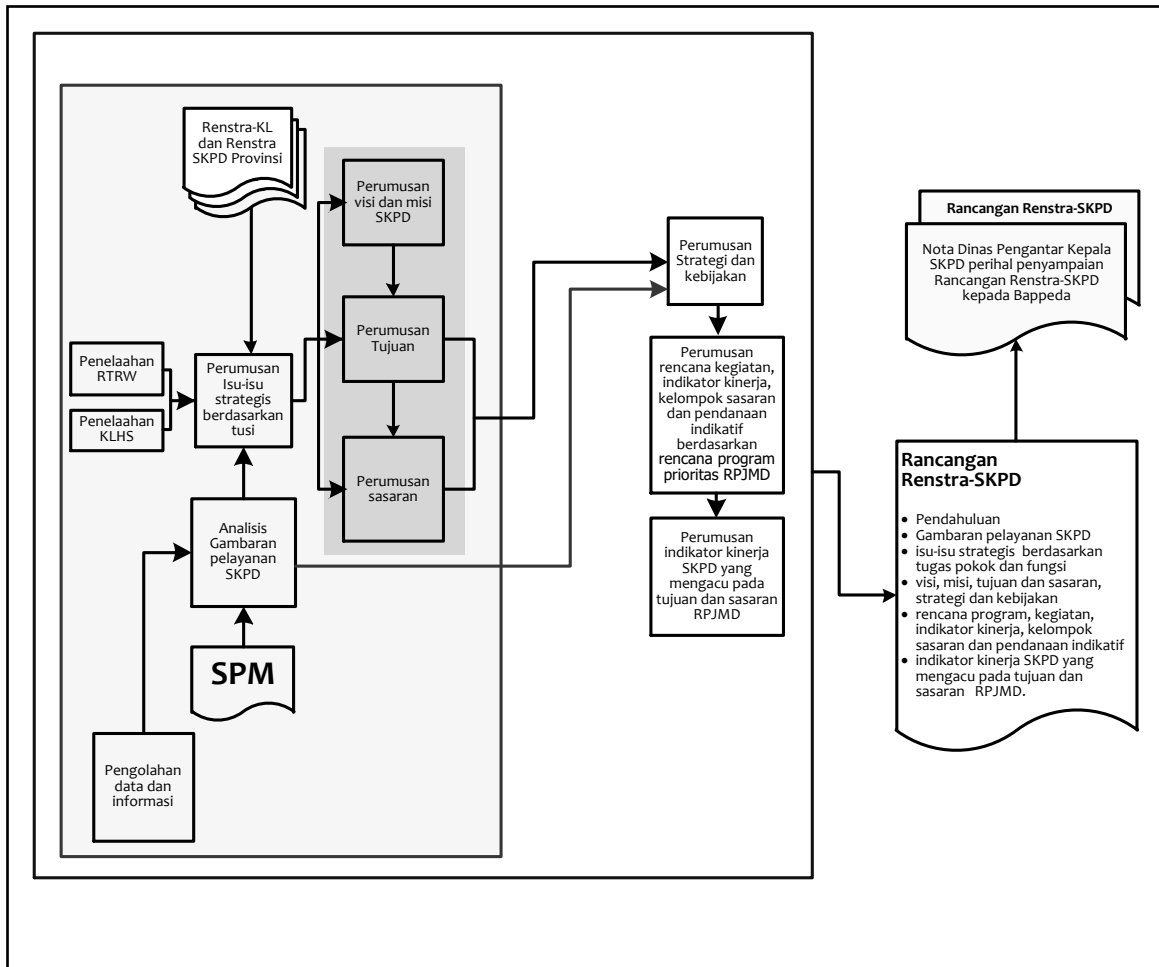 Renstra-KL
dan Renstra
SKPD Provinsi
Perumusan
visi dan misi
SKPD
Perumusan
Tujuan
Perumusan
sasaran
Penelaahan
RTRW
Penelaahan
KLHS
Perumusan
Isu-isu
strategis
berdasarkan
tusi
Analisis
Gambaran
pelayanan
SKPD
SPM
Pengolahan
data dan
informasi
Perumusan
Strategi dan
kebijakan
Perumusan
rencana kegiatan,
indikator kinerja,
kelompok sasaran
dan pendanaan
indikatif
berdasarkan
rencana program
prioritas RPJMD
Perumusan
indikator kinerja
SKPD yang
mengacu pada
tujuan dan sasaran
RPJMD
Rancangan Renstra-SKPD
Nota Dinas Pengantar Kepala
SKPD perihal penyampaian
Rancangan Renstra-SKPD
kepada Bappeda
Rancangan
Renstra-SKPD
• Pendahuluan
• Gambaran pelayanan SKPD
• isu-isu strategis berdasarkan
tugas pokok dan fungsi
• visi, misi, tujuan dan sasaran,
strategi dan kebijakan
• rencana program, kegiatan,
indikator kinerja, kelompok
sasaran dan pendanaan indikatif
• indikator kinerja SKPD yang
mengacu pada tujuan dan
sasaran RPJMD.